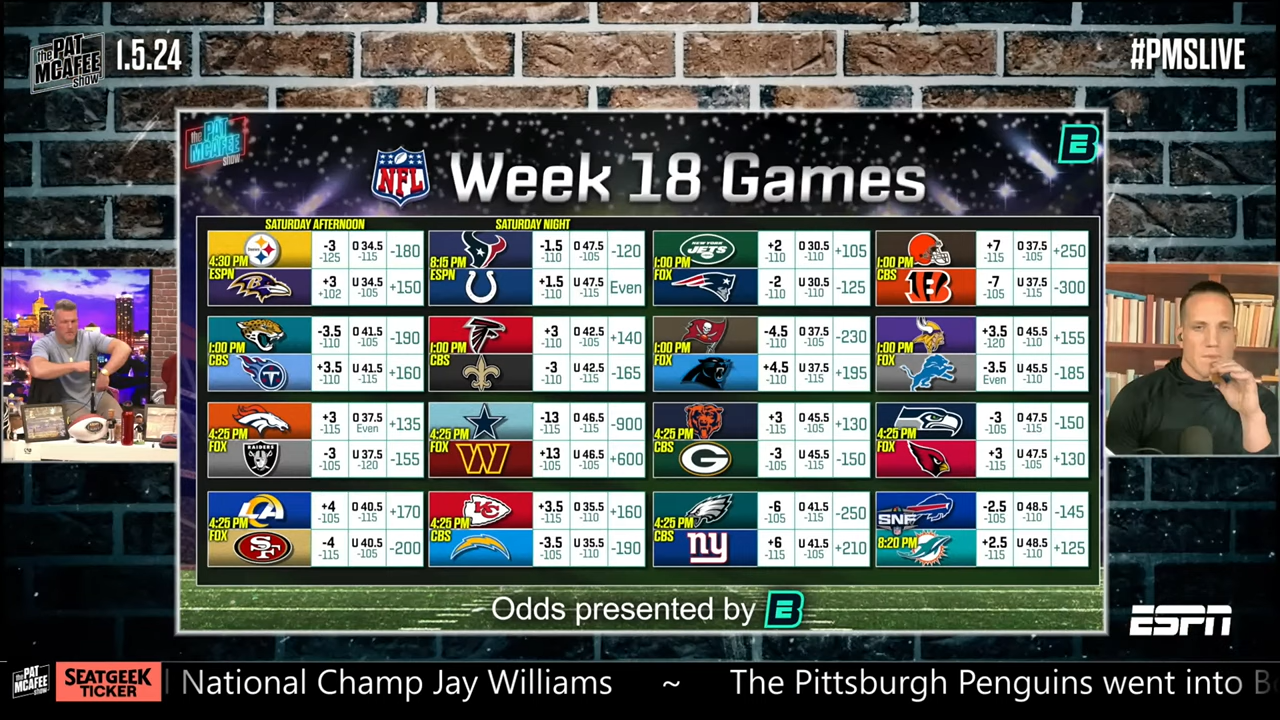 the PAT MCAFEE show 1.5.24
#PMSLIVE
the PAT MCAFEE show
NFL Week 18 Games
SATURDAY AFTERNOON SATURDAY NIGHT
Steelers -3 -125 O 34.5 -115 -180
4:30 PM ESPN
+3 +102 U 34.5 -105 +150
-1.5 -110 O 47.5 -105 -120
8:15 PM ESPN
+1.5 -110 U 47.5 -115 Even
NEW YORK JETS +2 -110 O 30.5 -110 +105
1:00 PM FOX
-2 -110 U 30.5 -110 -125
+7 -115 O 37.5 -115 +250
1:00 PM CBS
B -7 -105 U 37.5 -105 -300
-3.5 -110 O 41.5 -105 -190
1:00 PM CBS
T +3.5 -110 U 41.5 -115 +160
+3 -110 O 42.5 -105 +140
1:00 PM CBS
-3 -110 U 42.5 -115 -165
-4.5 -110 O 37.5 -105 -230
1:00 PM FOX
+4.5 -110 U 37.5 -115 +195
+3.5 -120 O 45.5 -110 +155
1:00 PM FOX
-3.5 Even U 45.5 -110 -185
+3 -115 O 37.5 Even +135
4:25 PM FOX
RAIDERS -3 -105 U 37.5 -120 -155
-13 -105 O 46.5 -115 -900
4:25 PM FOX
W +13 -105 U 46.5 -105 +600
+3 -115 O 45.5 -105 +130
4:25 PM CBS
G -3 -105 U 45.5 -115 -150
-3 -105 O 47.5 -115 -150
4:25 PM FOX
+3 -115 U 47.5 -105 +130
+4 -105 O 40.5 -115 +170
4:25 PM FOX
SF -4 -115 U 40.5 -105 -200
KC +3.5 -115 O 35.5 -110 +160
4:25 PM CBS
-3.5 -105 U 35.5 -110 -190
-6 -105 O 41.5 -115 -250
4:25 PM CBS
ny +6 -115 U 41.5 -105 +210
SNF -2.5 -105 O 48.5 -110 -145
8:20 PM
+2.5 -115 U 48.5 -110 +125
Odds presented by
ESPN
the PAT MCAFEE show SEATGEEK TICKER National Champ Jay Williams ~ The Pittsburgh Penguins went into B